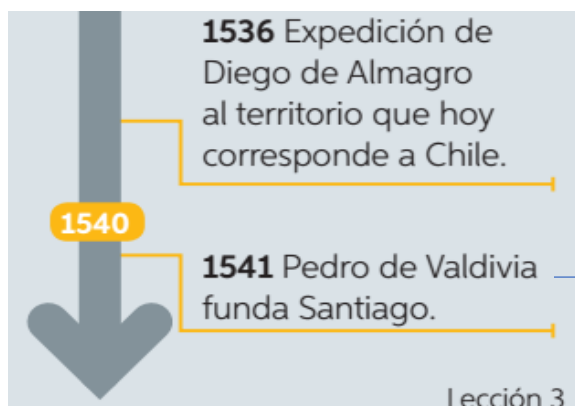 1536 Expedición de
Diego de Almagro
al territorio que hoy
corresponde a Chile.
1540
1541 Pedro de Valdivia
funda Santiago.
Lección 3